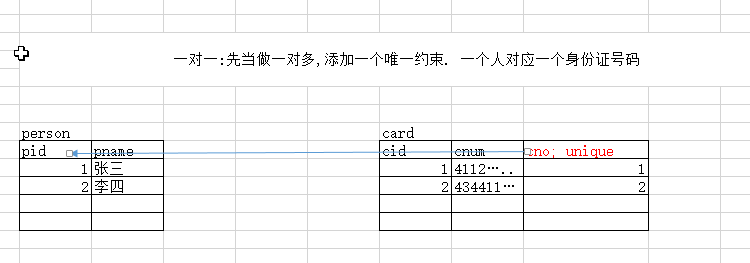 一对一:先当做一对多,添加一个唯一约束. 一个人对应一个身份证号码
person card
pid pname cid cnum cno; unique
1 张三 1 4112….. 1
2 李四 2 434411… 2